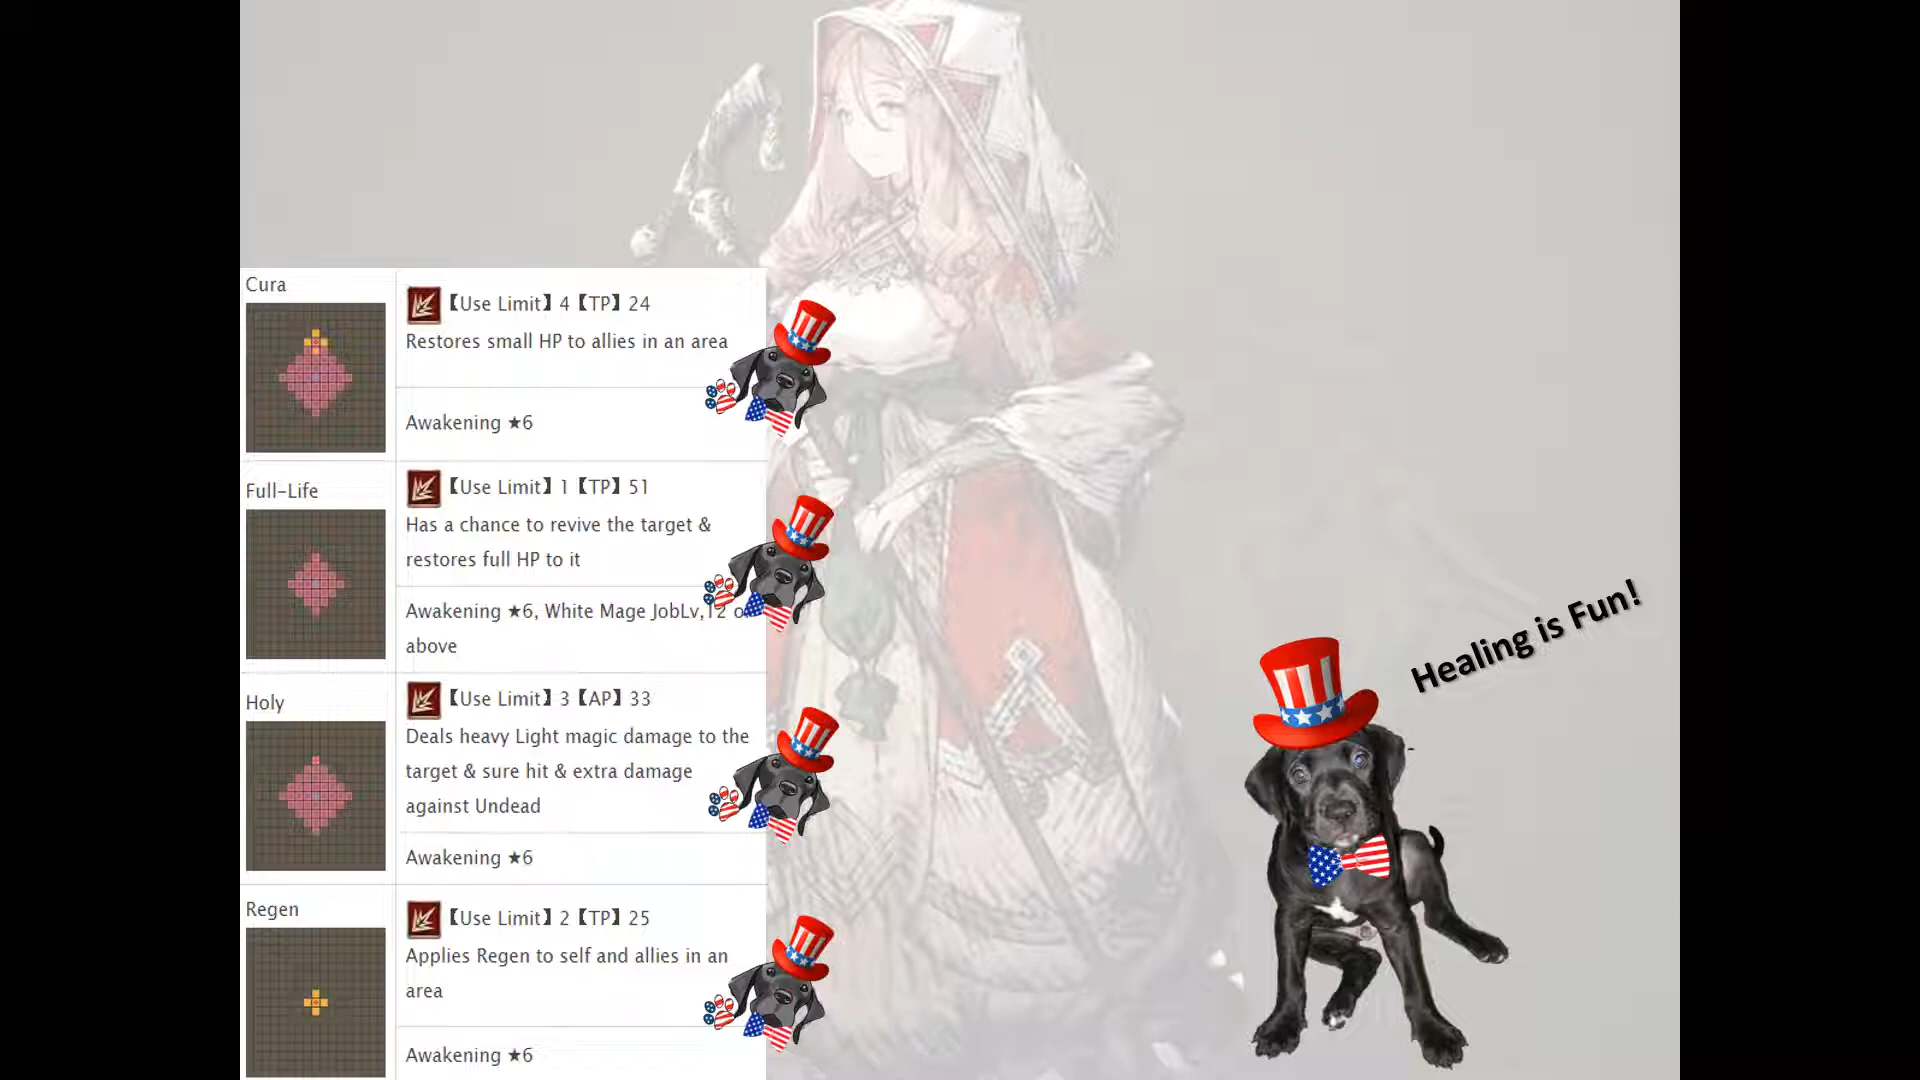 Cura
【Use Limit】4【TP】24
Restores small HP to allies in an area
Awakening ★6
Full-Life
【Use Limit】1【TP】51
Has a chance to revive the target &
restores full HP to it
Awakening ★6, White Mage JobLv,12 o
above
Holy
【Use Limit】3【AP】33
Deals heavy Light magic damage to the
target & sure hit & extra damage
against Undead
Awakening ★6
Regen
【Use Limit】2【TP】25
Applies Regen to self and allies in an
area
Awakening ★6
Healing is Fun!